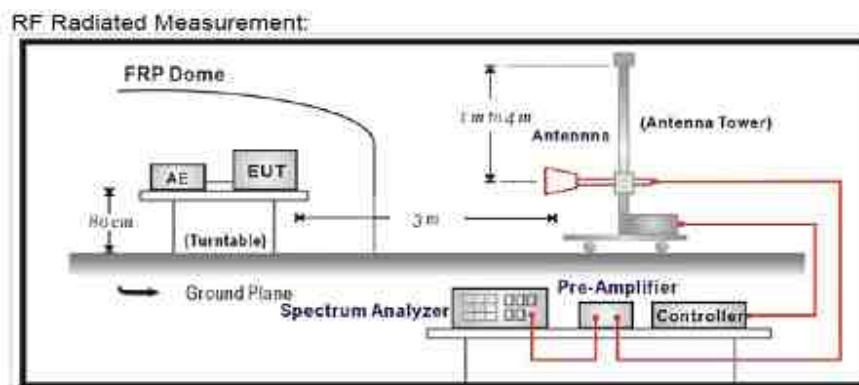 RF Radiated Measurement:
FRP Dome
1 m to 4 m
Antennna
(Antenna Tower)
AE
EUT
80 cm
(Turntable)
3 m
Ground Plane
Spectrum Analyzer
Pre-Amplifier
Controller